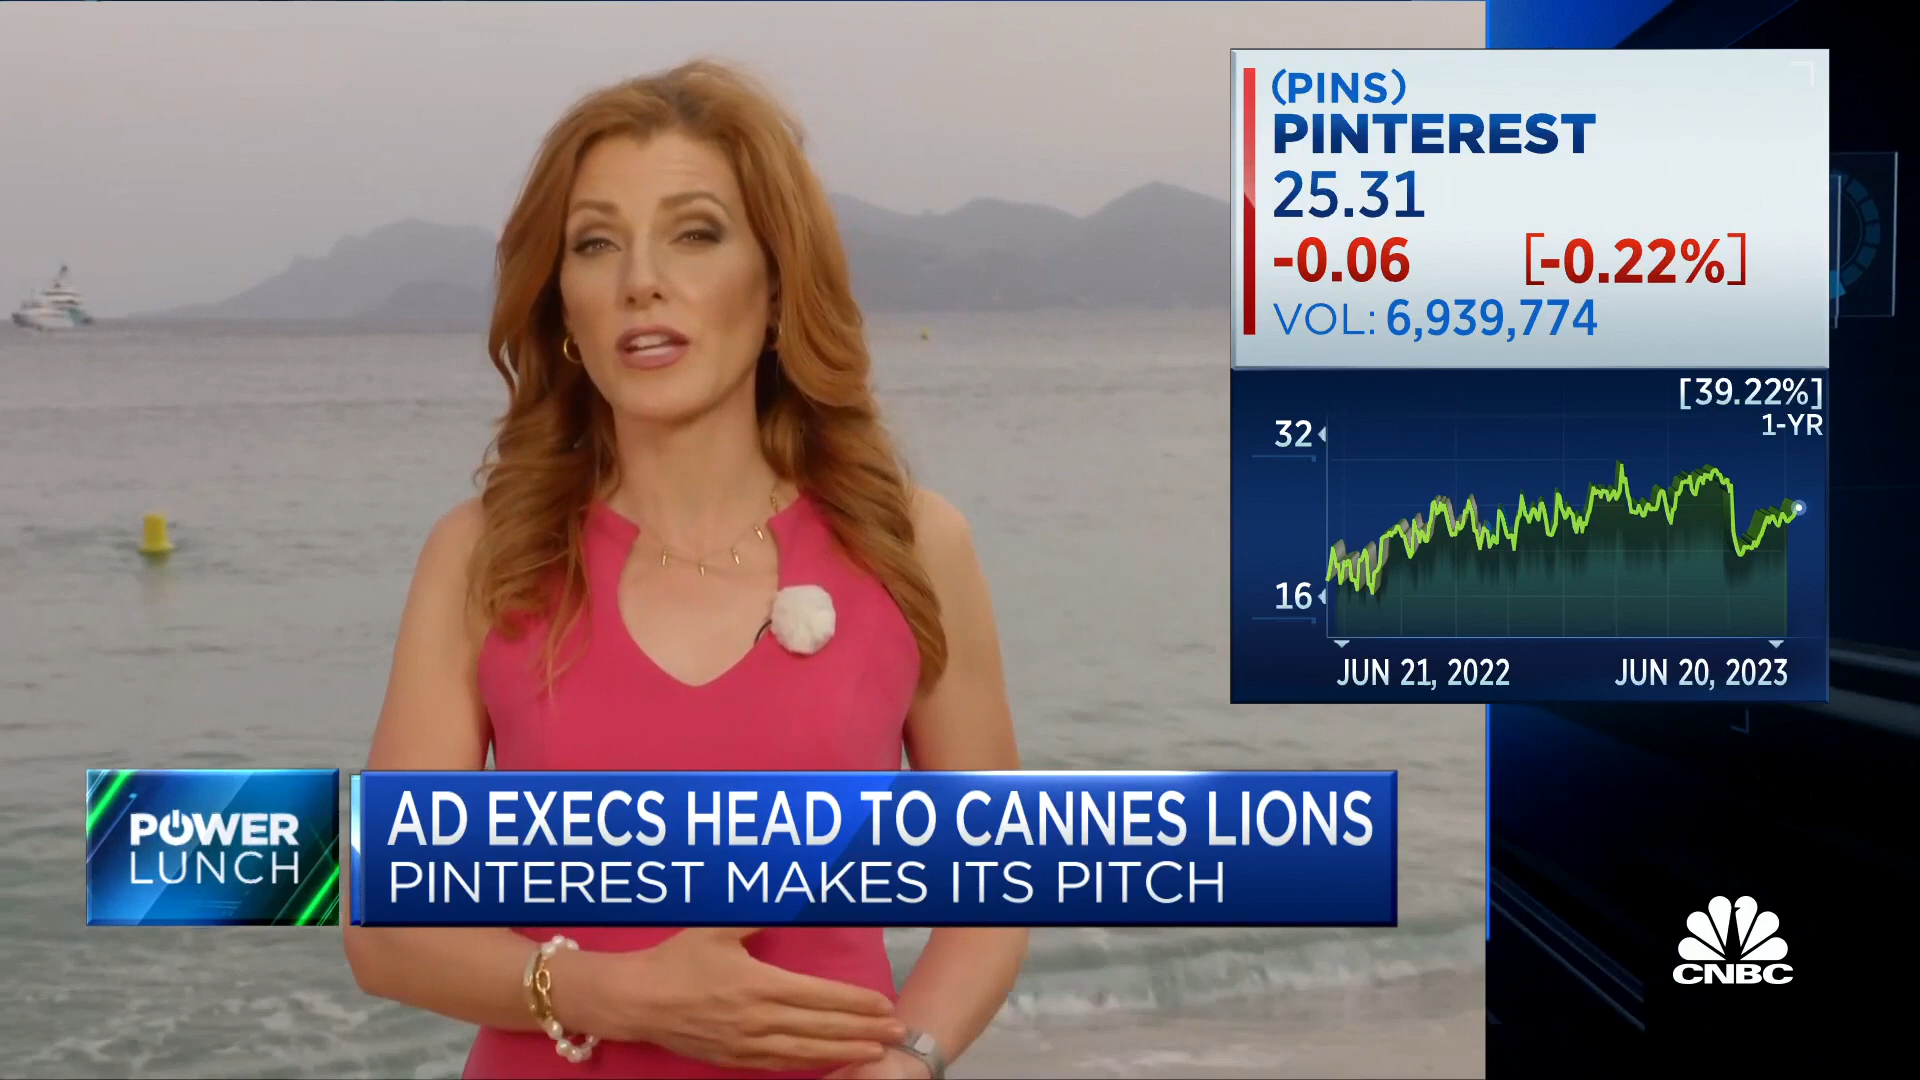 (PINS)
PINTEREST
25.31
-0.06 [-0.22%]
VOL: 6,939,774
[39.22%]
1-YR
32
16
JUN 21, 2022 JUN 20, 2023
POWER
LUNCH
AD EXECS HEAD TO CANNES LIONS
PINTEREST MAKES ITS PITCH
CNBC